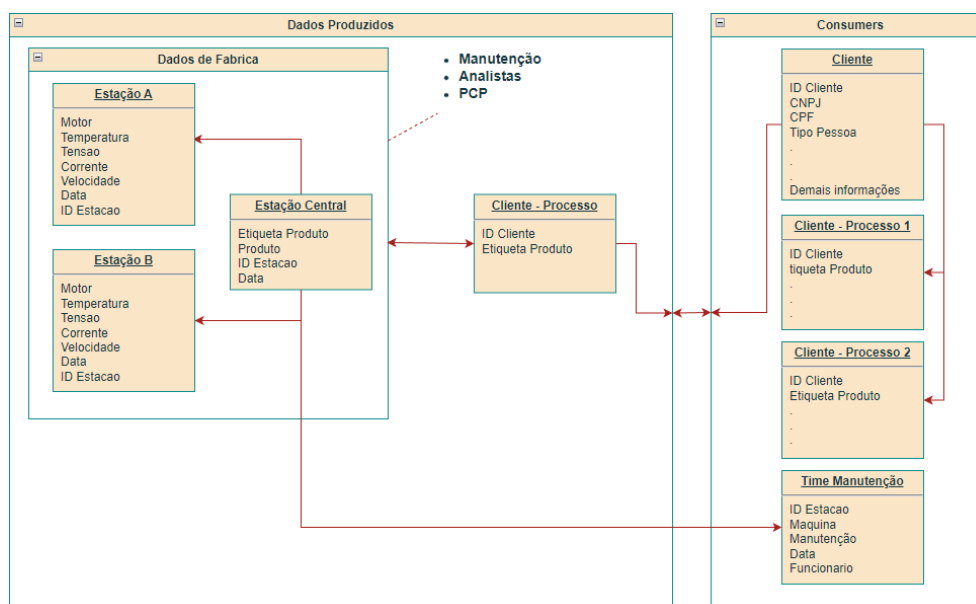 Dados Produzidos
Dados de Fabrica
Estação A
Motor
Temperatura
Tensao
Corrente
Velocidade
Data
ID Estacao
Estação B
Motor
Temperatura
Tensao
Corrente
Velocidade
Data
ID Estacao
Estação Central
Etiqueta Produto
Produto
ID Estacao
Data
• Manutenção
• Analistas
• PCP
Cliente - Processo
ID Cliente
Etiqueta Produto
Consumers
Cliente
ID Cliente
CNPJ
CPF
Tipo Pessoa
.
.
.
Demais informações
Cliente - Processo 1
ID Cliente
tiqueta Produto
.
.
.
Cliente - Processo 2
ID Cliente
Etiqueta Produto
.
.
.
Time Manutenção
ID Estacao
Maquina
Manutenção
Data
Funcionario